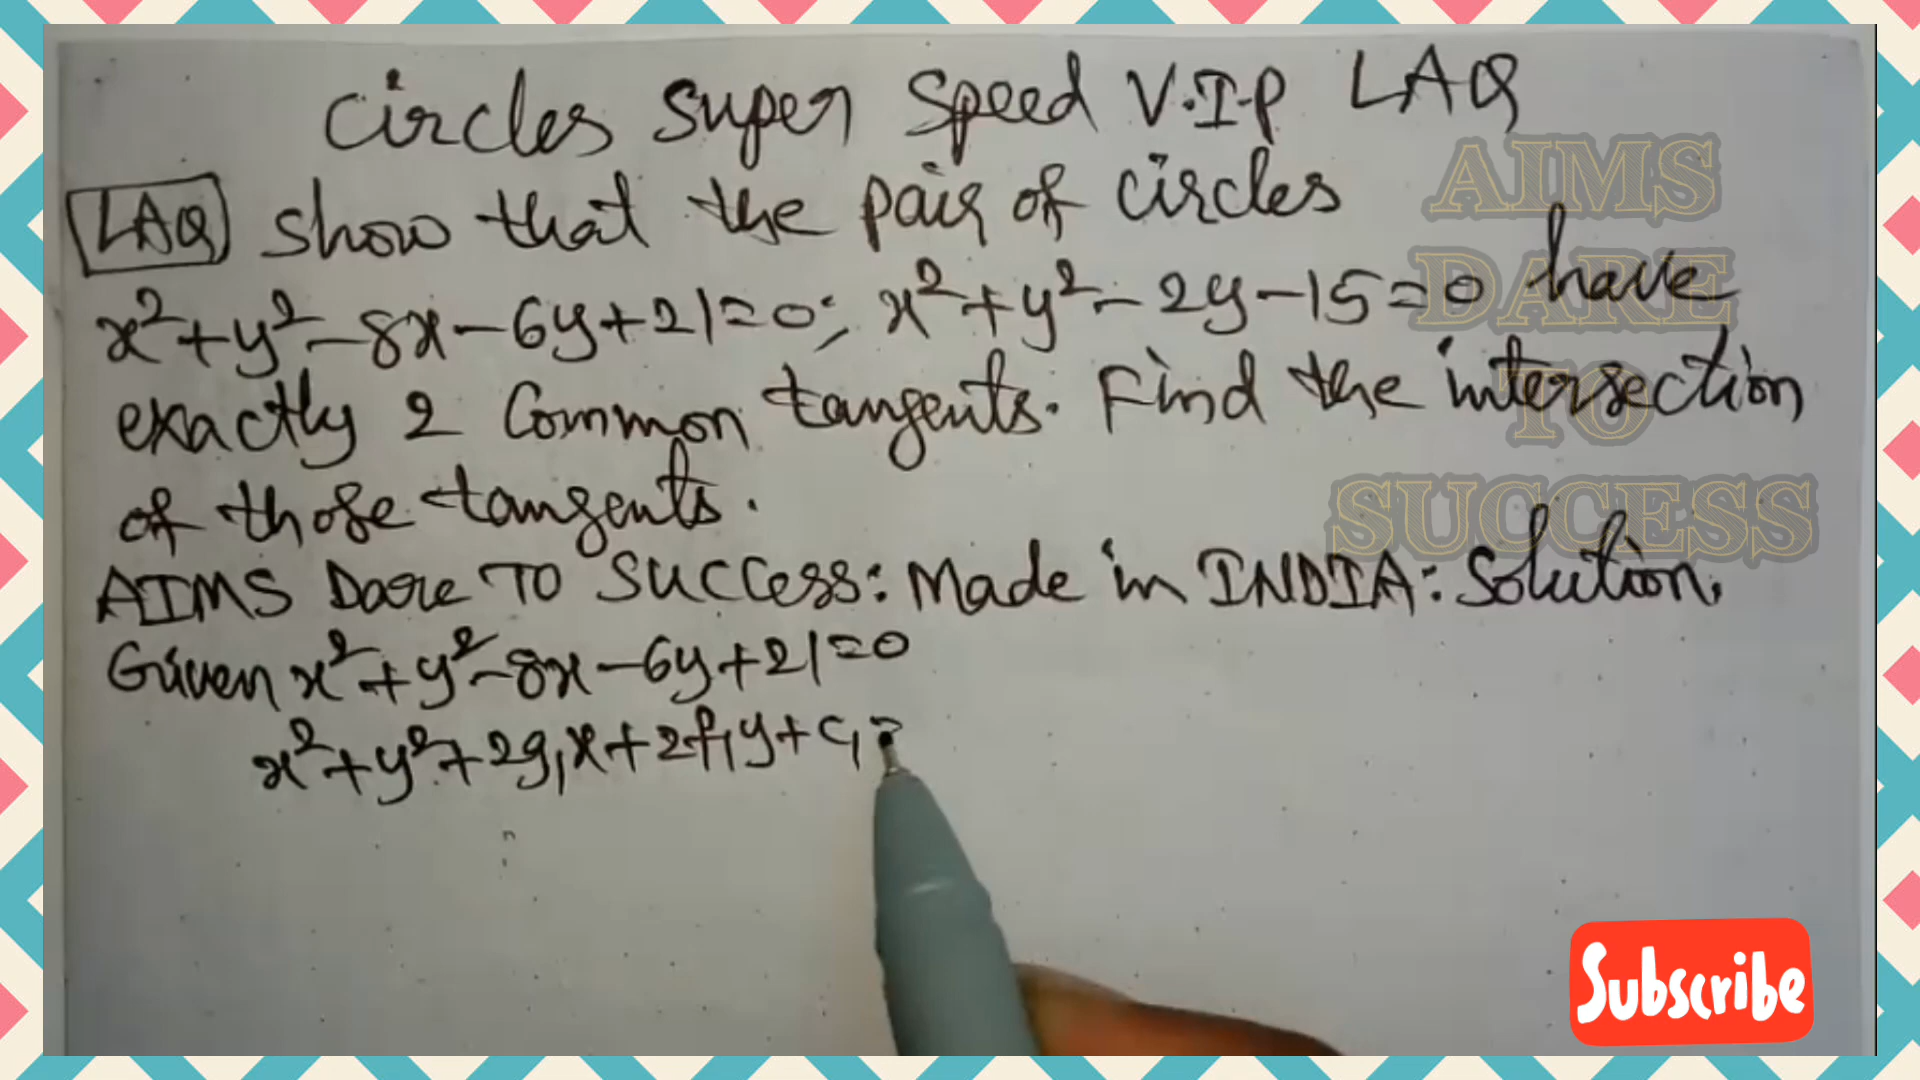 Circles Super Speed V.I.P LAQ
LAQ Show that the pair of circles
x²+y²-8x-6y+21=0; x²+y²-2y-15=0 have
exactly 2 Common tangents. Find the intersection
of those tangents.
AIMS Dare TO SUCCess: Made in INDIA: Solution.
Given x²+y²-8x-6y+21=0
x²+y²+2g₁x+2f₁y+c₁=
AIMS
DARE
TO
SUCCESS
Subscribe